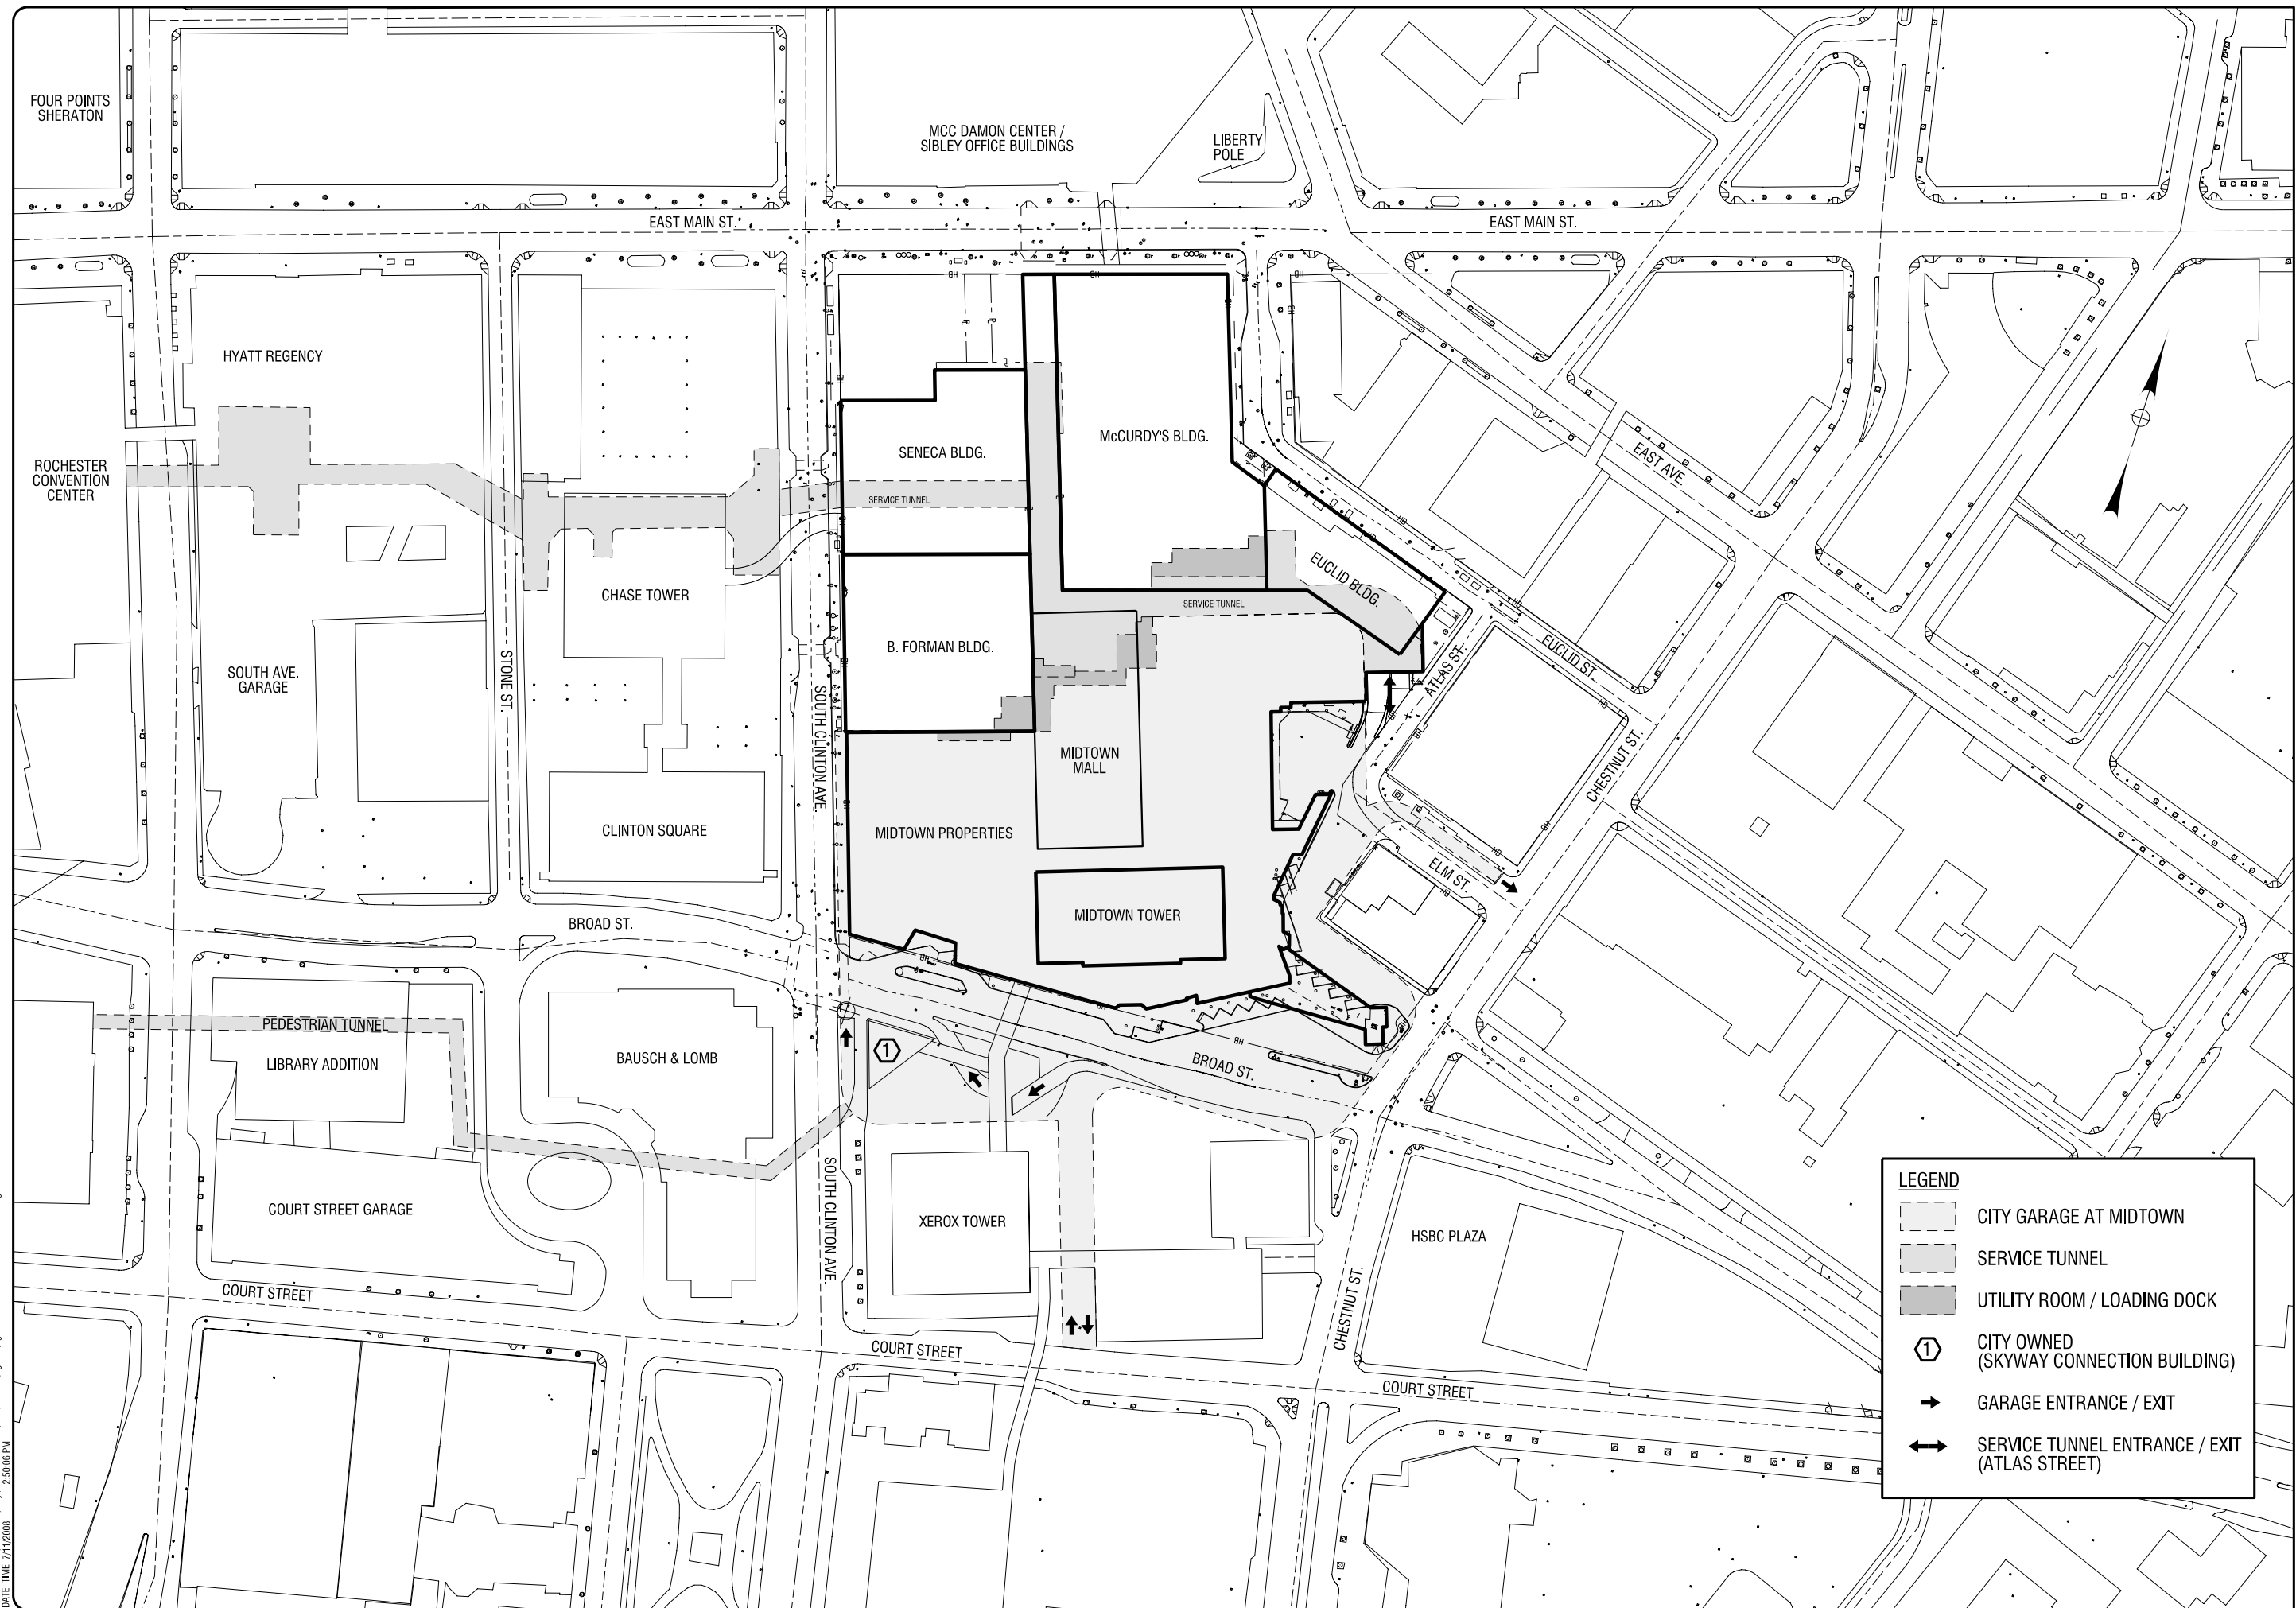 FOUR POINTS
SHERATON
MCC DAMON CENTER /
SIBLEY OFFICE BUILDINGS
LIBERTY
POLE
EAST MAIN ST.
EAST MAIN ST.
HYATT REGENCY
ROCHESTER
CONVENTION
CENTER
SENECA BLDG.
McCURDY'S BLDG.
EAST AVE.
SERVICE TUNNEL
CHASE TOWER
EUCLID BLDG.
SERVICE TUNNEL
B. FORMAN BLDG.
EUCLID ST.
ATLAS ST.
SOUTH AVE.
GARAGE
STONE ST.
SOUTH CLINTON AVE.
MIDTOWN
MALL
CHESTNUT ST.
CLINTON SQUARE
MIDTOWN PROPERTIES
ELM ST.
MIDTOWN TOWER
BROAD ST.
PEDESTRIAN TUNNEL
LIBRARY ADDITION
BAUSCH & LOMB
1
BROAD ST.
COURT STREET GARAGE
SOUTH CLINTON AVE.
XEROX TOWER
HSBC PLAZA
CHESTNUT ST.
COURT STREET
COURT STREET
COURT STREET
LEGEND
CITY GARAGE AT MIDTOWN
SERVICE TUNNEL
UTILITY ROOM / LOADING DOCK
1
CITY OWNED
(SKYWAY CONNECTION BUILDING)
GARAGE ENTRANCE / EXIT
SERVICE TUNNEL ENTRANCE / EXIT
(ATLAS STREET)
DATE TIME 7/11/2008 2:50:06 PM